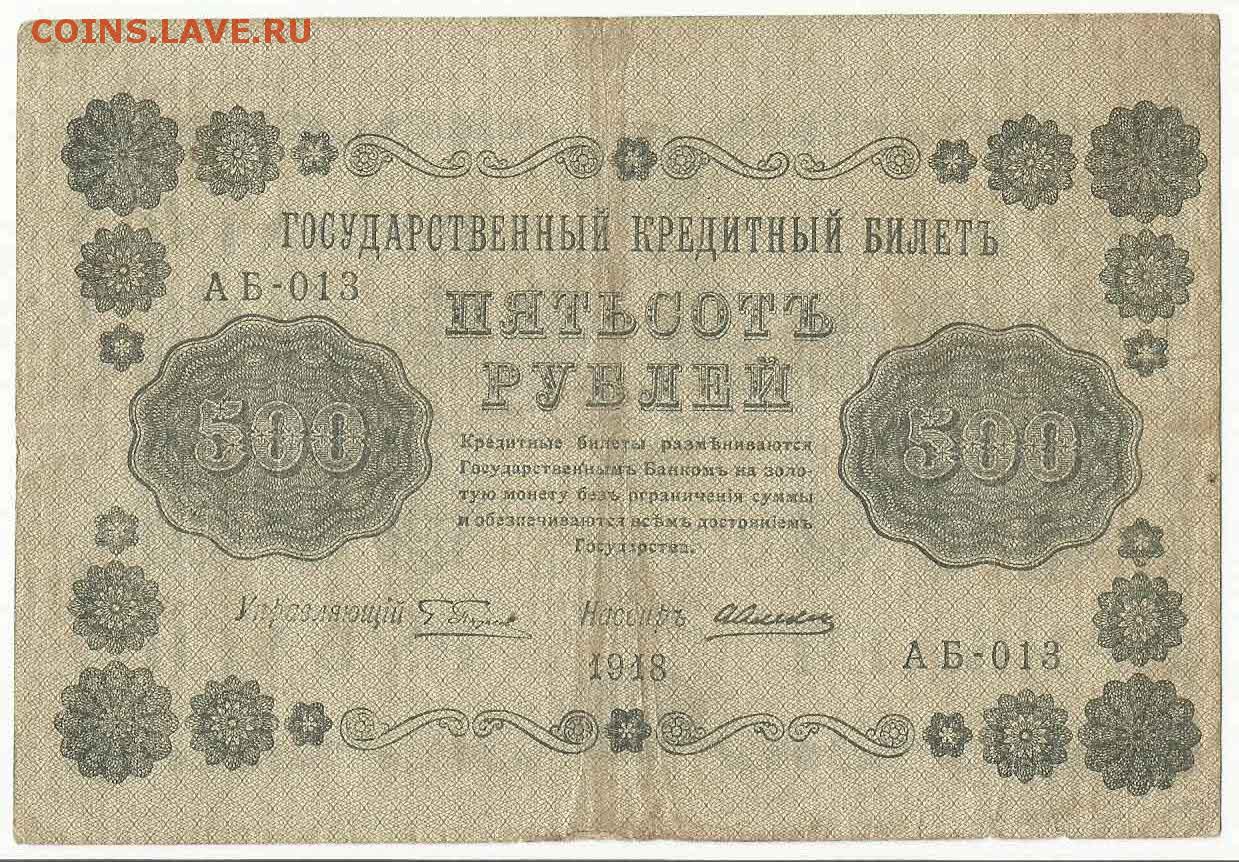 COINS.LAVE.RU
ГОСУДАРСТВЕННЫЙ КРЕДИТНЫЙ БИЛЕТЪ
АБ-013
ПЯТЬСОТЪ
РУБЛЕЙ
500
500
Кредитные билеты размѣниваются
Государственнымъ Банкомъ на золо-
тую монету безъ ограниченія суммы
и обезпечиваются всѣмъ достояніемъ
Государства.
Управляющій
Кассиръ
1918
АБ-013